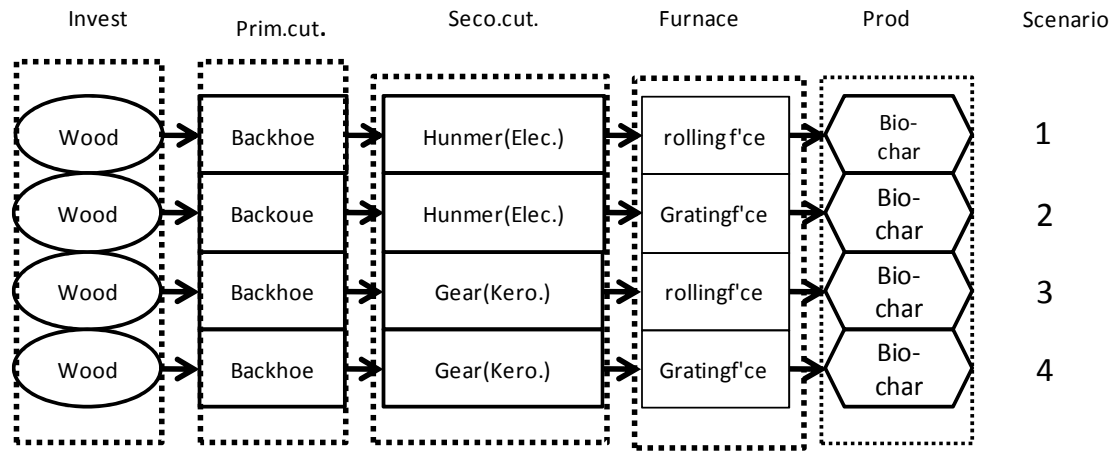 Invest Prim.cut. Seco.cut. Furnace Prod Scenario
Wood Backhoe Hunmer(Elec.) rolling f'ce Bio-
char 1
Wood Backoue Hunmer(Elec.) Gratingf'ce Bio-
char 2
Wood Backhoe Gear(Kero.) rollingf'ce Bio-
char 3
Wood Backhoe Gear(Kero.) Gratingf'ce Bio-
char 4